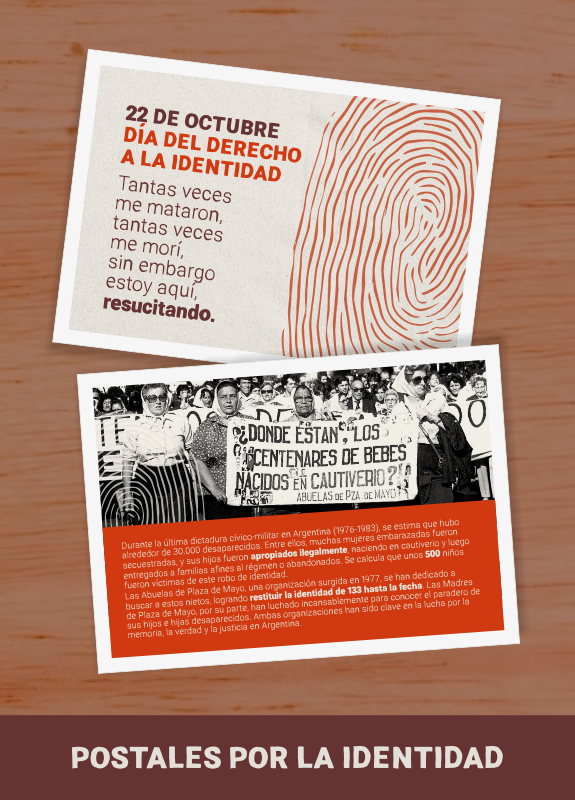 22 DE OCTUBRE
DÍA DEL DERECHO
A LA IDENTIDAD
Tantas veces
me mataron,
tantas veces
me morí,
sin embargo
estoy aquí,
resucitando.
DE
DO
¿DONDE ESTAN LOS
CENTENARES DE BEBES
NACIDOS EN CAUTIVERIO?
ABUELAS DE PZA. DE MAYO
Durante la última dictadura cívico-militar en Argentina (1976-1983), se estima que hubo
alrededor de 30.000 desaparecidos. Entre ellos, muchas mujeres embarazadas fueron
secuestradas, y sus hijos fueron apropiados ilegalmente, naciendo en cautiverio y luego
entregados a familias afines al régimen o abandonados. Se calcula que unos 500 niños
fueron víctimas de este robo de identidad.
Las Abuelas de Plaza de Mayo, una organización surgida en 1977, se han dedicado a
buscar a estos nietos, logrando restituir la identidad de 133 hasta la fecha. Las Madres
de Plaza de Mayo, por su parte, han luchado incansablemente para conocer el paradero de
sus hijos e hijas desaparecidos. Ambas organizaciones han sido clave en la lucha por la
memoria, la verdad y la justicia en Argentina.
POSTALES POR LA IDENTIDAD